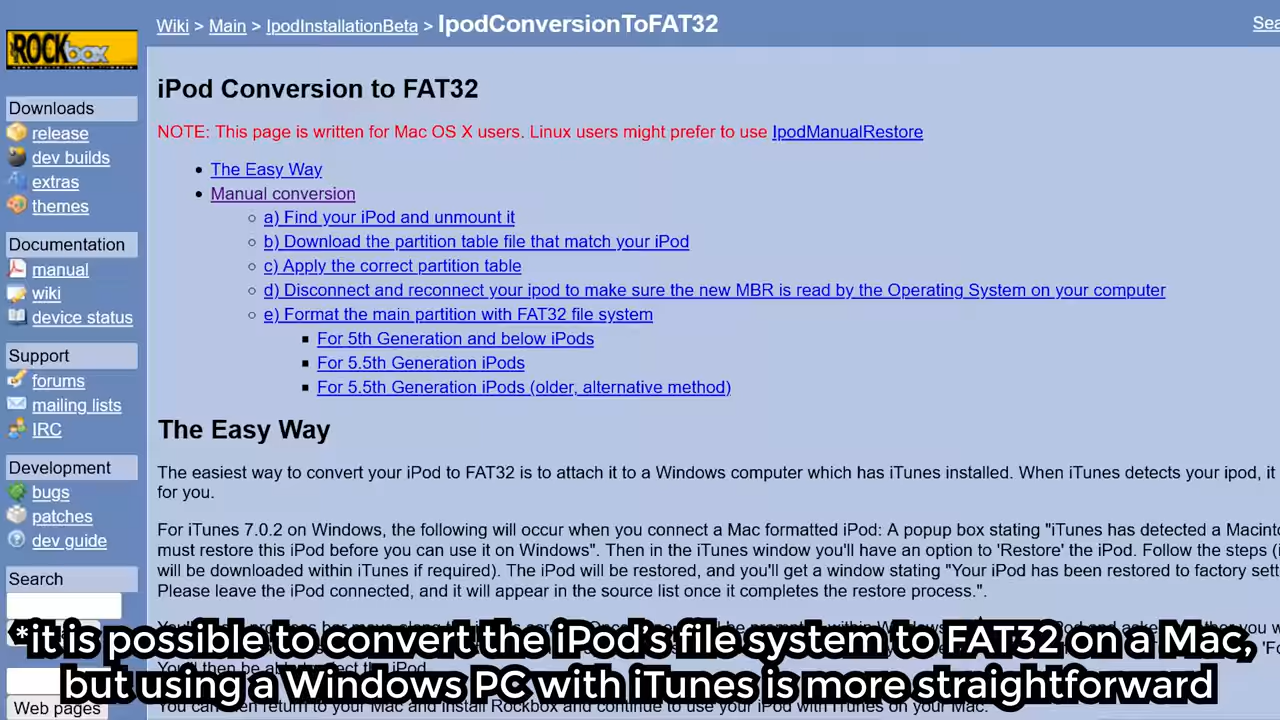 Wiki > Main > IpodInstallationBeta > IpodConversionToFAT32
Sea
ROCKbox
Downloads
release
dev builds
extras
themes
Documentation
manual
wiki
device status
Support
forums
mailing lists
IRC
Development
bugs
patches
dev guide
Search
Web pages
iPod Conversion to FAT32
NOTE: This page is written for Mac OS X users. Linux users might prefer to use IpodManualRestore
The Easy Way
Manual conversion
a) Find your iPod and unmount it
b) Download the partition table file that match your iPod
c) Apply the correct partition table
d) Disconnect and reconnect your ipod to make sure the new MBR is read by the Operating System on your computer
e) Format the main partition with FAT32 file system
For 5th Generation and below iPods
For 5.5th Generation iPods
For 5.5th Generation iPods (older, alternative method)
The Easy Way
The easiest way to convert your iPod to FAT32 is to attach it to a Windows computer which has iTunes installed. When iTunes detects your ipod, it
for you.
For iTunes 7.0.2 on Windows, the following will occur when you connect a Mac formatted iPod: A popup box stating "iTunes has detected a Macinto
must restore this iPod before you can use it on Windows". Then in the iTunes window you'll have an option to 'Restore' the iPod. Follow the steps (i
will be downloaded within iTunes if required). The iPod will be restored, and you'll get a window stating "Your iPod has been restored to factory sett
Please leave the iPod connected, and it will appear in the source list once it completes the restore process.".
*it is possible to convert the iPod's file system to FAT32 on a Mac,
but using a Windows PC with iTunes is more straightforward
You can then return to your Mac and install Rockbox and continue to use your iPod with iTunes on your Mac.